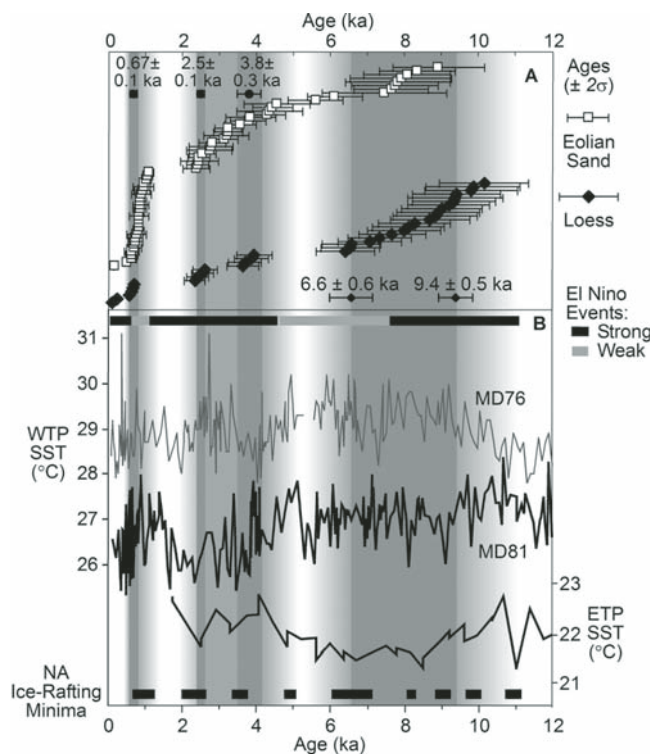 Age (ka)
0 2 4 6 8 10 12
0.67±
0.1 ka
2.5±
0.1 ka
3.8±
0.3 ka
A
Ages
(± 2σ)
Eolian
Sand
Loess
6.6 ± 0.6 ka
9.4 ± 0.5 ka
El Nino
Events:
Strong
Weak
B
31
30
29
28
27
26
WTP
SST
(°C)
MD76
MD81
23
22
21
ETP
SST
(°C)
NA
Ice-Rafting
Minima
0 2 4 6 8 10 12
Age (ka)